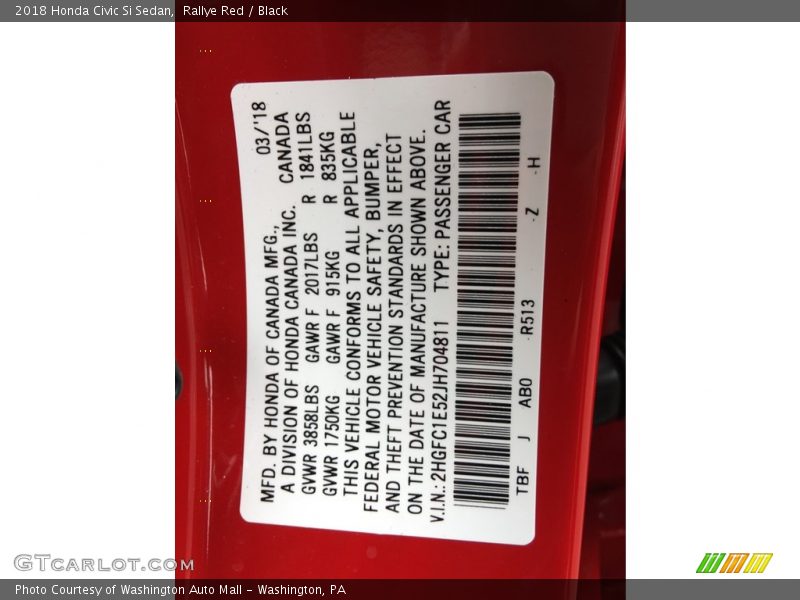 2018 Honda Civic Si Sedan, Rallye Red / Black
MFD. BY HONDA OF CANADA MFG., 03/'18
A DIVISION OF HONDA CANADA INC. CANADA
GVWR 3858LBS GAWR F 2017LBS R 1841LBS
GVWR 1750KG GAWR F 915KG R 835KG
THIS VEHICLE CONFORMS TO ALL APPLICABLE
FEDERAL MOTOR VEHICLE SAFETY, BUMPER,
AND THEFT PREVENTION STANDARDS IN EFFECT
ON THE DATE OF MANUFACTURE SHOWN ABOVE.
V.I.N.: 2HGFC1E52JH704811 TYPE: PASSENGER CAR
TBF J AB0 -R513 -Z -H
GTcarlot.com
Photo Courtesy of Washington Auto Mall - Washington, PA